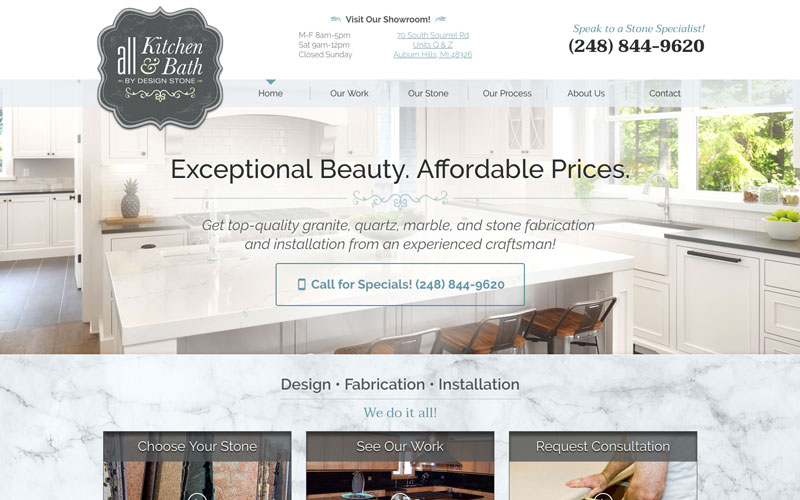 all Kitchen
& Bath
BY DESIGN STONE
Visit Our Showroom!
M-F 8am-5pm
Sat 9am-12pm
Closed Sunday
70 South Squirrel Rd
Units Q & Z
Auburn Hills, MI 48326
Speak to a Stone Specialist!
(248) 844-9620
Home
Our Work
Our Stone
Our Process
About Us
Contact
Exceptional Beauty. Affordable Prices.
Get top-quality granite, quartz, marble, and stone fabrication
and installation from an experienced craftsman!
Call for Specials! (248) 844-9620
Design • Fabrication • Installation
We do it all!
Choose Your Stone
See Our Work
Request Consultation